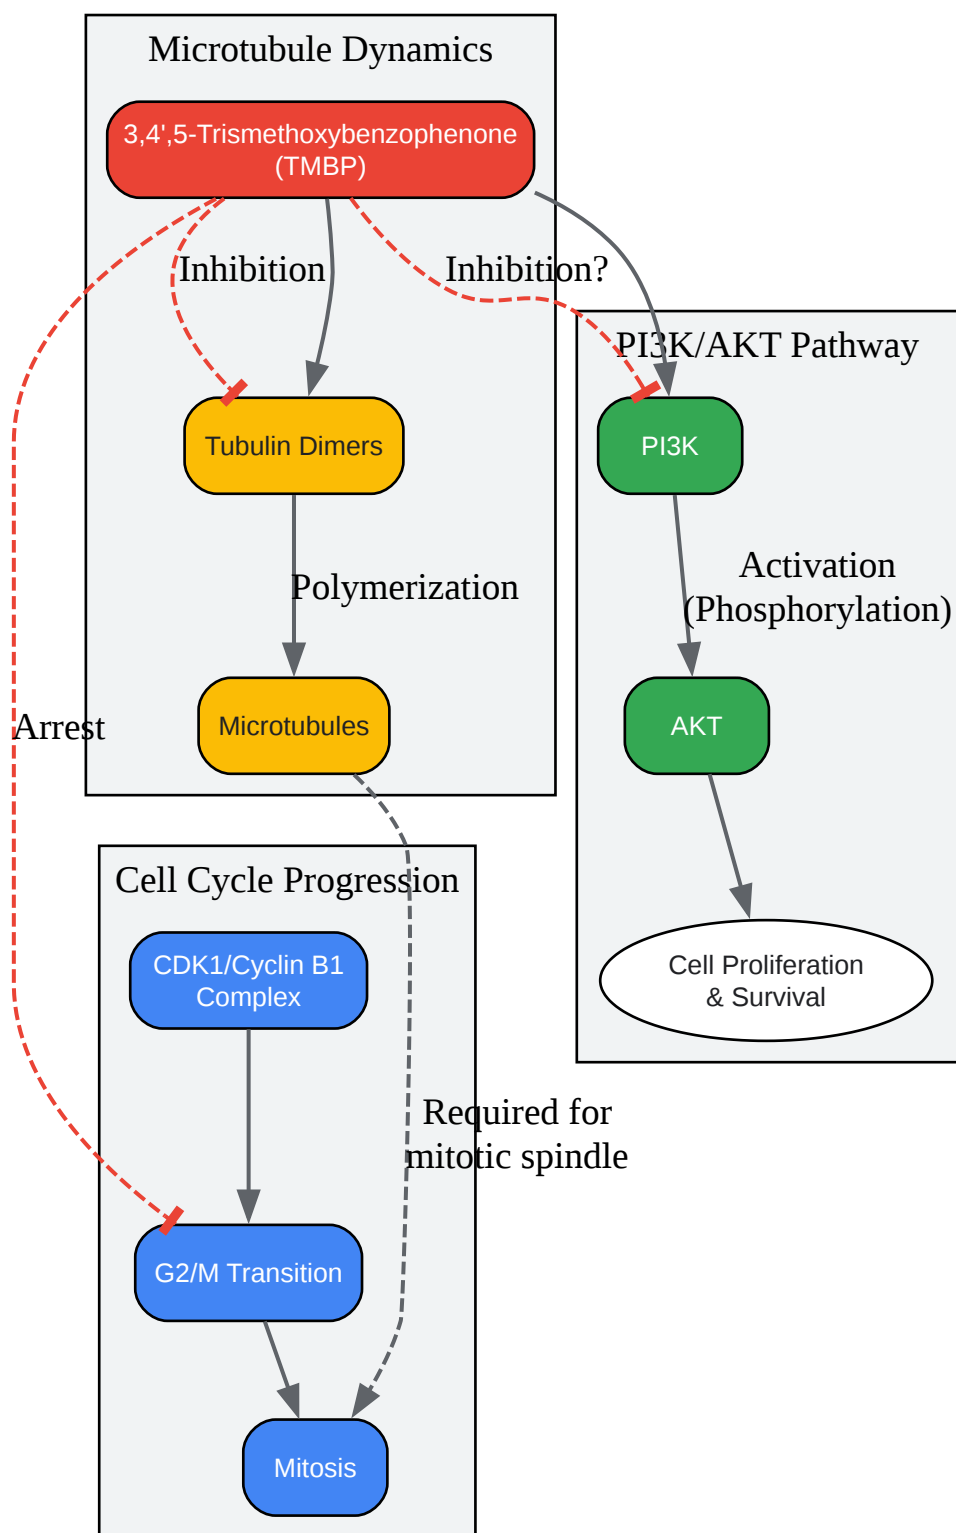 Microtubule Dynamics
3,4',5-Trismethoxybenzophenone
(TMBP)
Inhibition
Inhibition?
PI3K/AKT Pathway
Tubulin Dimers
PI3K
Polymerization
Activation
(Phosphorylation)
Arrest
Microtubules
AKT
Cell Cycle Progression
CDK1/Cyclin B1
Complex
Cell Proliferation
& Survival
Required for
mitotic spindle
G2/M Transition
Mitosis